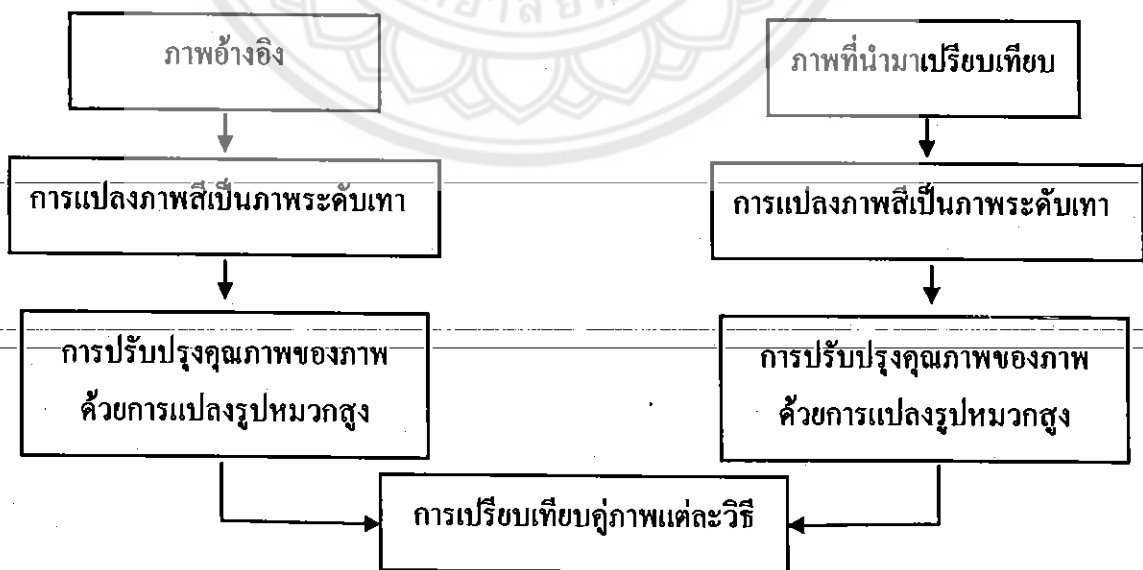 ภาพอ้างอิง
ภาพที่นำมาเปรียบเทียบ
การแปลงภาพสีเป็นภาพระดับเทา
การแปลงภาพสีเป็นภาพระดับเทา
การปรับปรุงคุณภาพของภาพ
ด้วยการแปลงรูปหมวกสูง
การปรับปรุงคุณภาพของภาพ
ด้วยการแปลงรูปหมวกสูง
การเปรียบเทียบคู่ภาพแต่ละวิธี